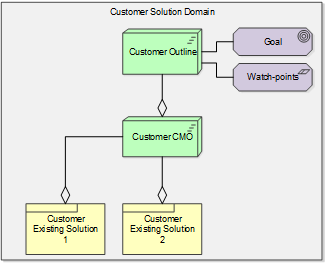 Customer Solution Domain
Customer Outline
Goal
Watch-points
Customer CMO
Customer
Existing Solution
1
Customer
Existing Solution
2